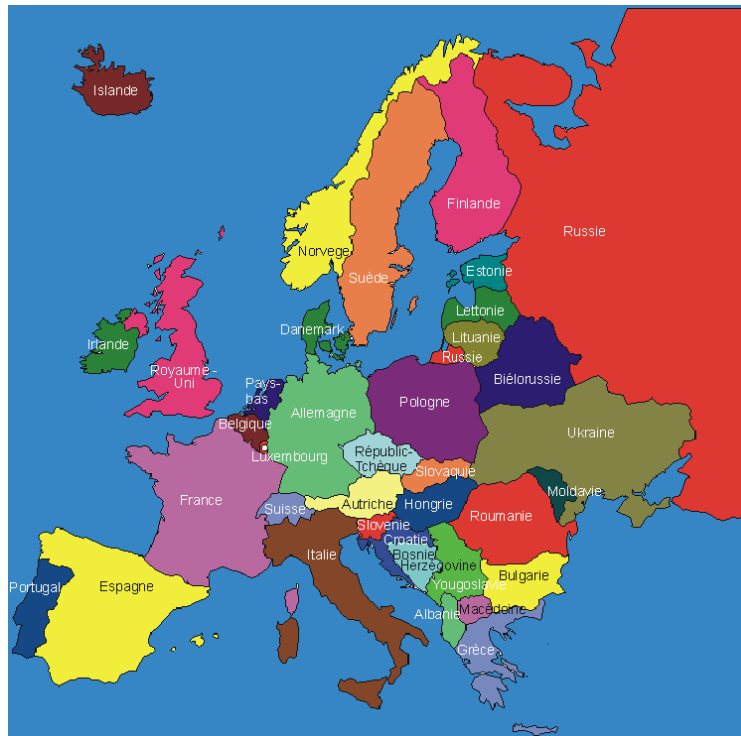 Islande
Finlande
Russie
Norvege
Suède
Estonie
Lettonie
Lituanie
Russie
Danemark
Irlande
Royaume-
Uni
Pays-
bas
Biélorussie
Allemagne
Pologne
Belgique
Ukraine
Luxembourg
Républic-
Tchèque
Slovaquie
France
Moldavie
Suisse
Autriche
Hongrie
Roumanie
Slovénie
Croatie
Italie
Bosnie
Herzégovine
Portugal
Espagne
Yougoslavie
Bulgarie
Albanie
Macédoine
Grèce